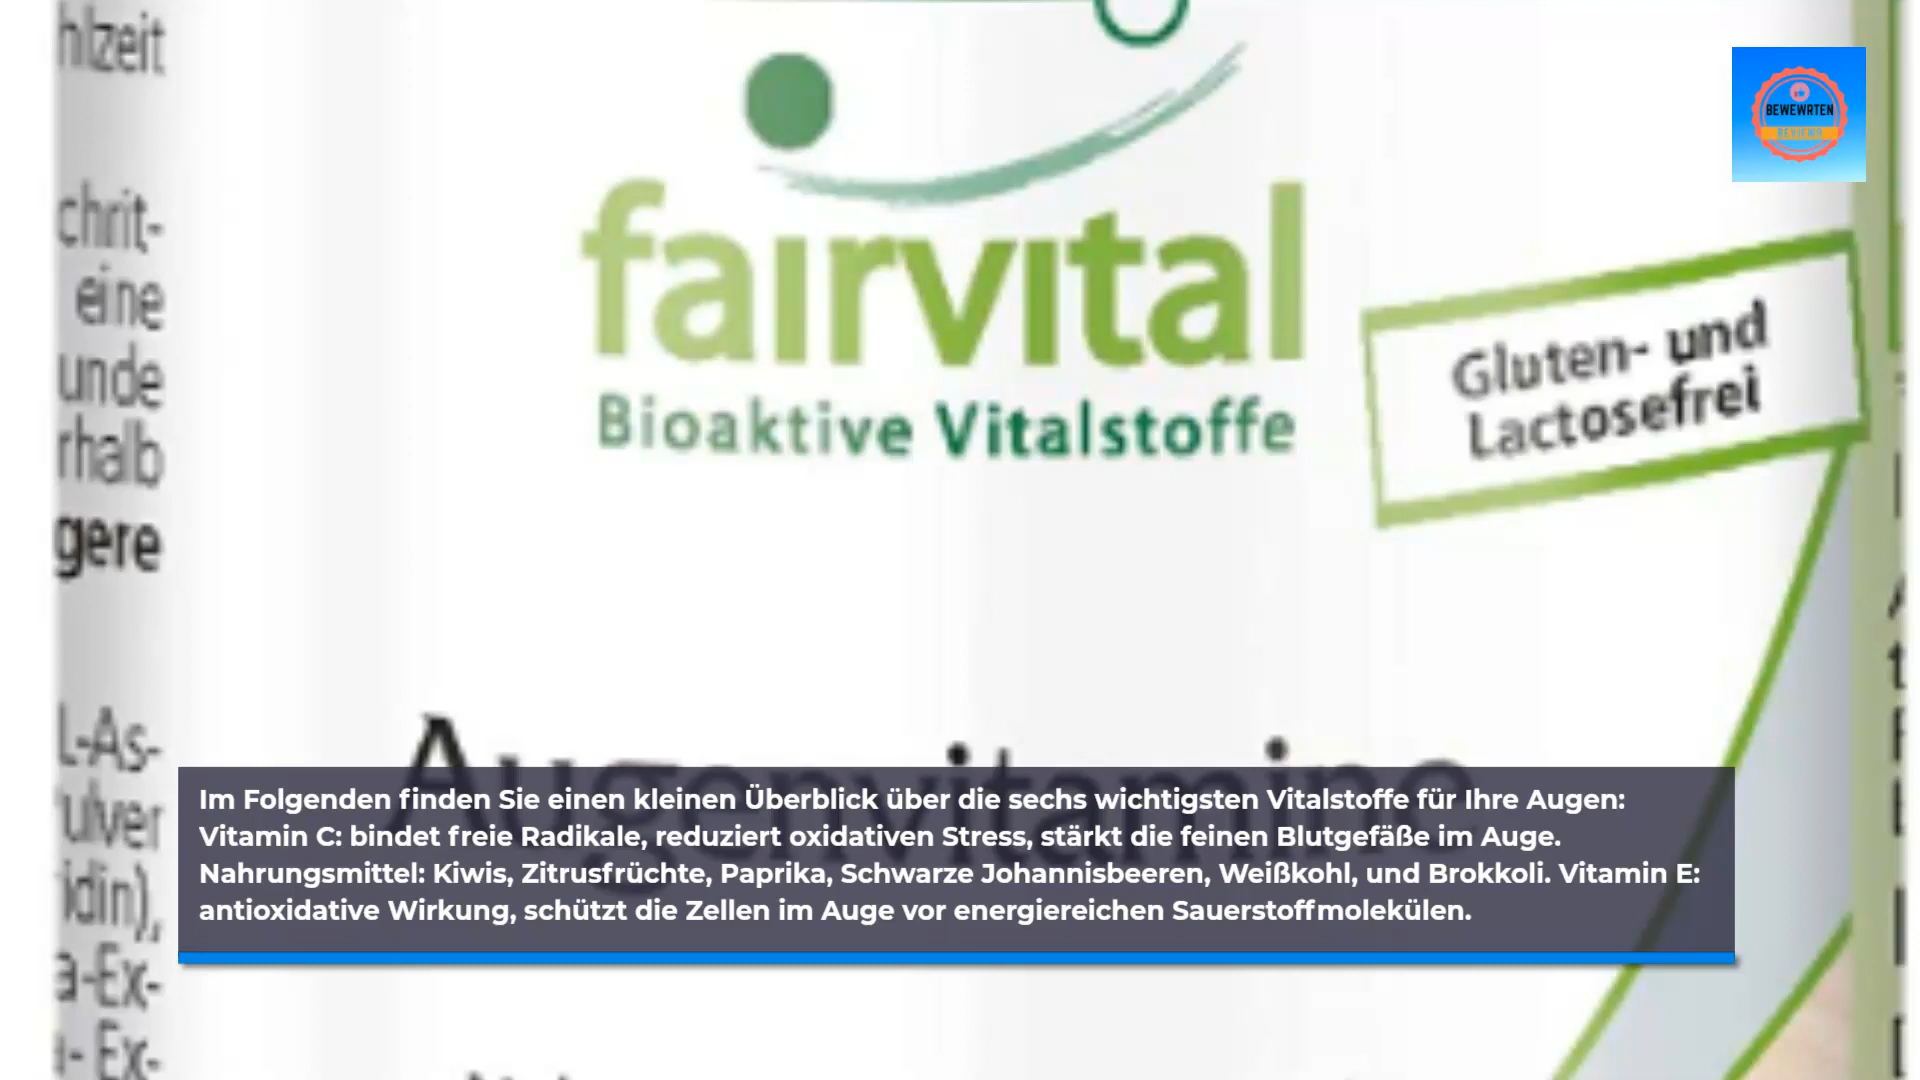 hlzeit
BEWEWRTEN
REVIEWS
chrit-
eine
unde
rhalb
gere
fairvital
Bioaktive Vitalstoffe
Gluten- und
Lactosefrei
Augenvitamine
L-As-
ulver
idin),
a-Ex-
Ex-
Im Folgenden finden Sie einen kleinen Überblick über die sechs wichtigsten Vitalstoffe für Ihre Augen:
Vitamin C: bindet freie Radikale, reduziert oxidativen Stress, stärkt die feinen Blutgefäße im Auge.
Nahrungsmittel: Kiwis, Zitrusfrüchte, Paprika, Schwarze Johannisbeeren, Weißkohl, und Brokkoli. Vitamin E:
antioxidative Wirkung, schützt die Zellen im Auge vor energiereichen Sauerstoffmolekülen.